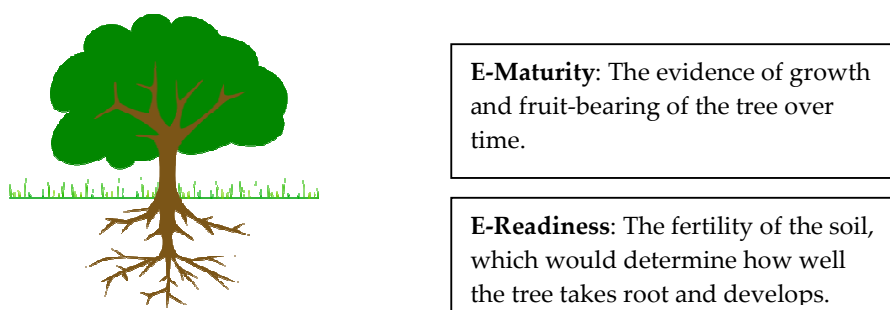 E-Maturity: The evidence of growth
and fruit-bearing of the tree over
time.
E-Readiness: The fertility of the soil,
which would determine how well
the tree takes root and develops.